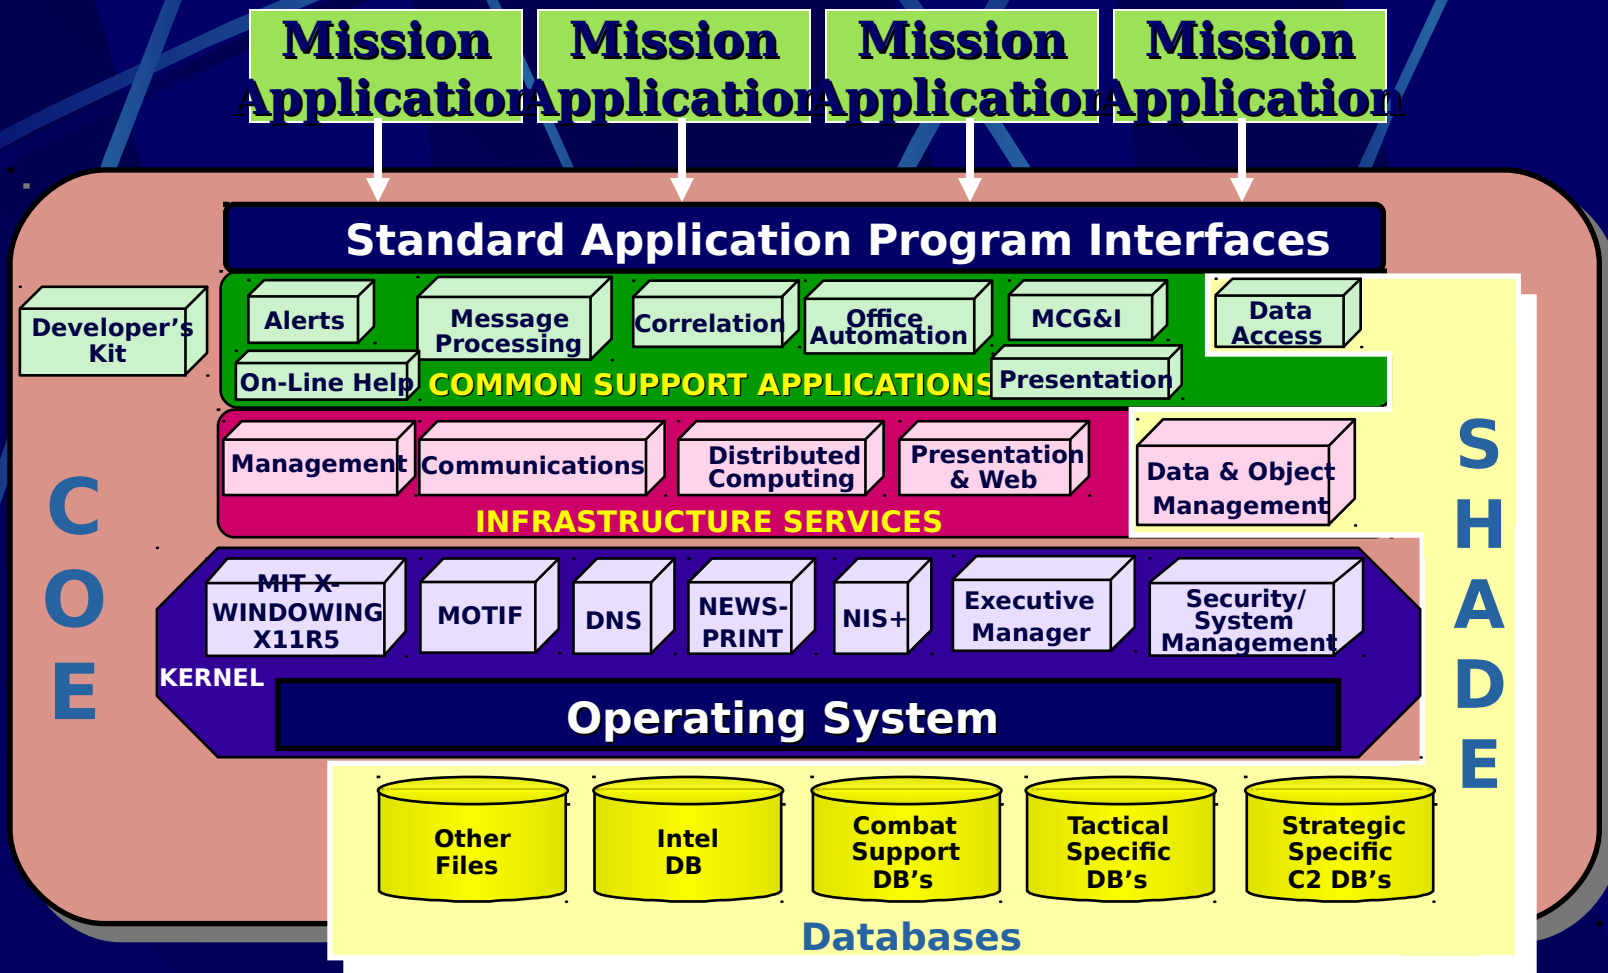 Mission
Application
Mission
Application
Mission
Application
Mission
Application
Standard Application Program Interfaces
Developer’s
Kit
Alerts
Message
Processing
Correlation
Office
Automation
MCG&I
Data
Access
On-Line Help
COMMON SUPPORT APPLICATIONS
Presentation
Management
Communications
Distributed
Computing
Presentation
& Web
Data & Object
Management
INFRASTRUCTURE SERVICES
C
O
E
S
H
A
D
E
MIT X-
WINDOWING
X11R5
MOTIF
DNS
NEWS-
PRINT
NIS+
Executive
Manager
Security/
System
Management
KERNEL
Operating System
Other
Files
Intel
DB
Combat
Support
DB’s
Tactical
Specific
DB’s
Strategic
Specific
C2 DB’s
Databases